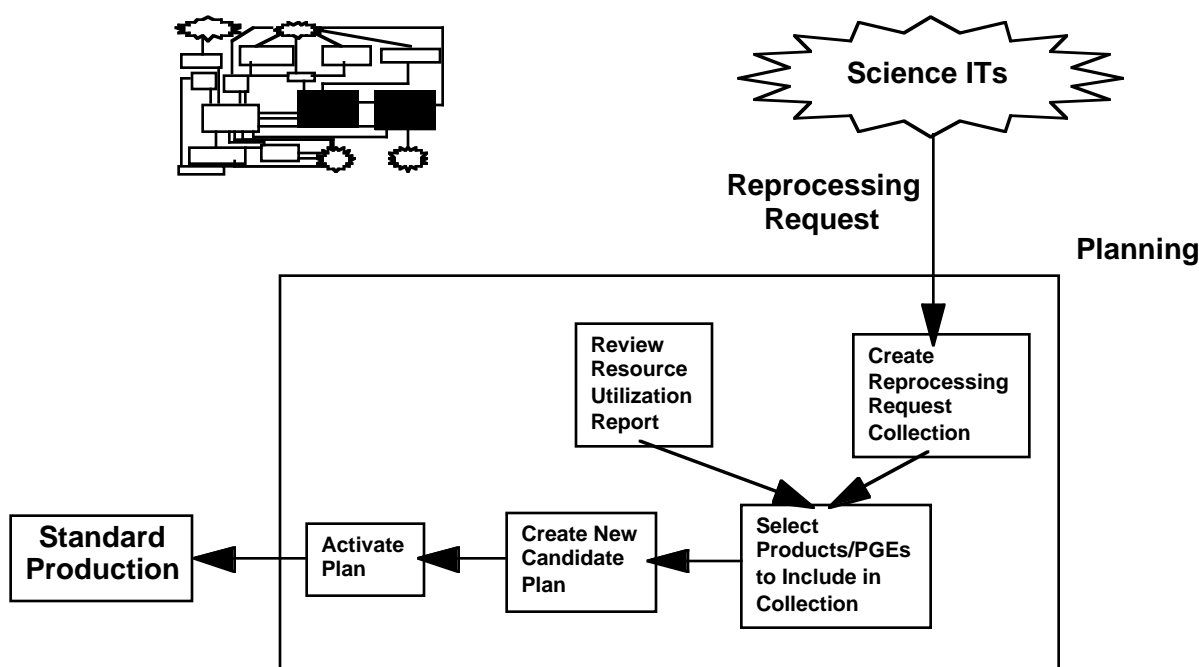 Science ITs
Reprocessing
Request
Planning
Review
Resource
Utilization
Report
Create
Reprocessing
Request
Collection
Select
Products/PGEs
to Include in
Collection
Create New
Candidate
Plan
Activate
Plan
Standard
Production